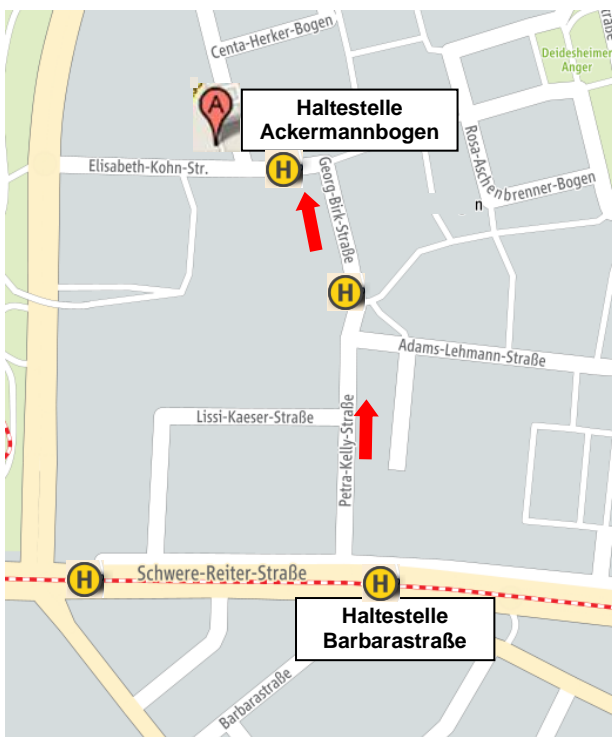 Centa-Herker-Bogen
Straße
Deidesheimer
Anger
A
Haltestelle
Ackermannbogen
Elisabeth-Kohn-Str.
H
Georg-Birk-Straße
Rosa-Aschenbrenner-Bogen
n
H
Adams-Lehmann-Straße
Lissi-Kaeser-Straße
Petra-Kelly-Straße
H
Schwere-Reiter-Straße
H
Haltestelle
Barbarastraße
Barbarastraße